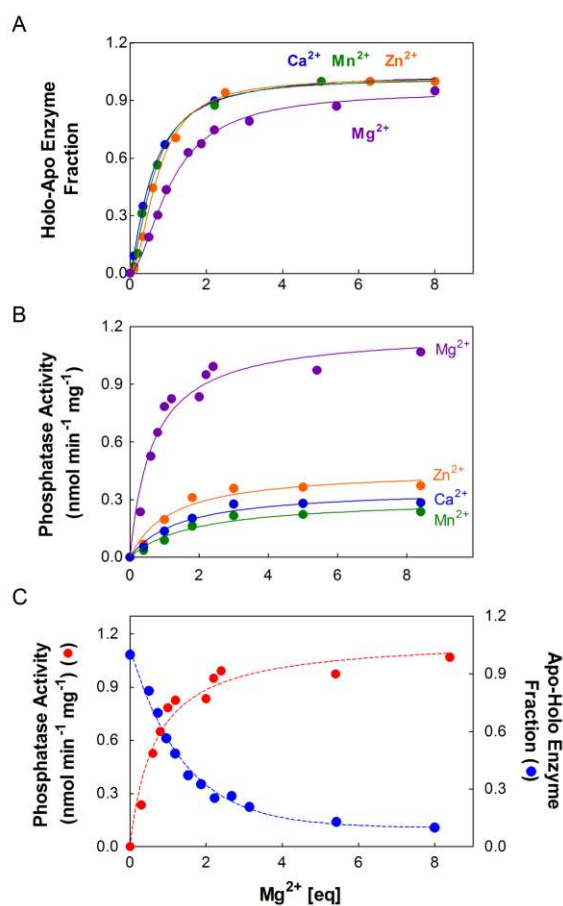 A
Holo-Apo Enzyme
Fraction
1.2
0.9
0.6
0.3
0.0
Ca²⁺ Mn²⁺ Zn²⁺
Mg²⁺
0 2 4 6 8
B
Phosphatase Activity
(nmol min⁻¹ mg⁻¹)
1.2
0.9
0.6
0.3
0.0
Mg²⁺
Zn²⁺
Ca²⁺
Mn²⁺
0 2 4 6 8
C
Phosphatase Activity
(nmol min⁻¹ mg⁻¹) (●)
1.2
0.9
0.6
0.3
0.0
1.2
0.9
0.6
0.3
0.0
Apo-Holo Enzyme
Fraction (●)
0 2 4 6 8
Mg²⁺ [eq]